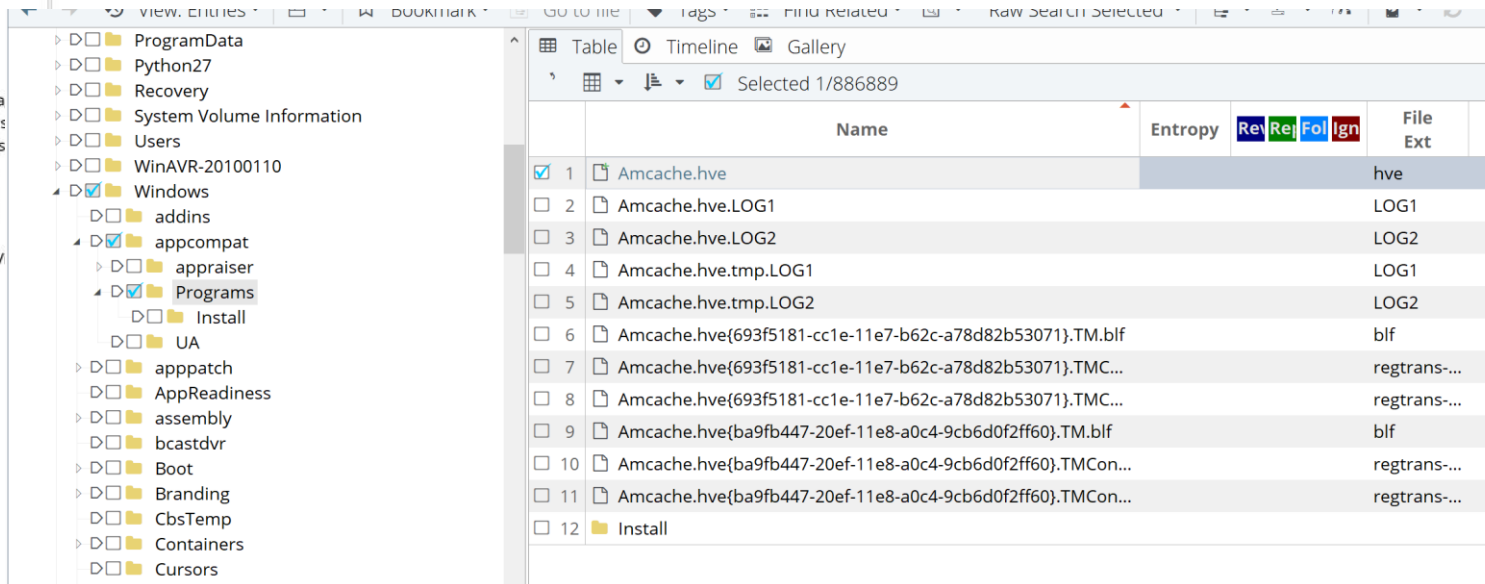 View: Entries Bookmark Go to file Tags Find Related Raw Search Selected
ProgramData
Python27
Recovery
System Volume Information
Users
WinAVR-20100110
Windows
addins
appcompat
appraiser
Programs
Install
UA
apppatch
AppReadiness
assembly
bcastdvr
Boot
Branding
CbsTemp
Containers
Cursors
Table Timeline Gallery
Selected 1/886889
Name Entropy Rev Rep Fol Ign File Ext
1 Amcache.hve hve
2 Amcache.hve.LOG1 LOG1
3 Amcache.hve.LOG2 LOG2
4 Amcache.hve.tmp.LOG1 LOG1
5 Amcache.hve.tmp.LOG2 LOG2
6 Amcache.hve{693f5181-cc1e-11e7-b62c-a78d82b53071}.TM.blf blf
7 Amcache.hve{693f5181-cc1e-11e7-b62c-a78d82b53071}.TMC... regtrans-...
8 Amcache.hve{693f5181-cc1e-11e7-b62c-a78d82b53071}.TMC... regtrans-...
9 Amcache.hve{ba9fb447-20ef-11e8-a0c4-9cb6d0f2ff60}.TM.blf blf
10 Amcache.hve{ba9fb447-20ef-11e8-a0c4-9cb6d0f2ff60}.TMCon... regtrans-...
11 Amcache.hve{ba9fb447-20ef-11e8-a0c4-9cb6d0f2ff60}.TMCon... regtrans-...
12 Install